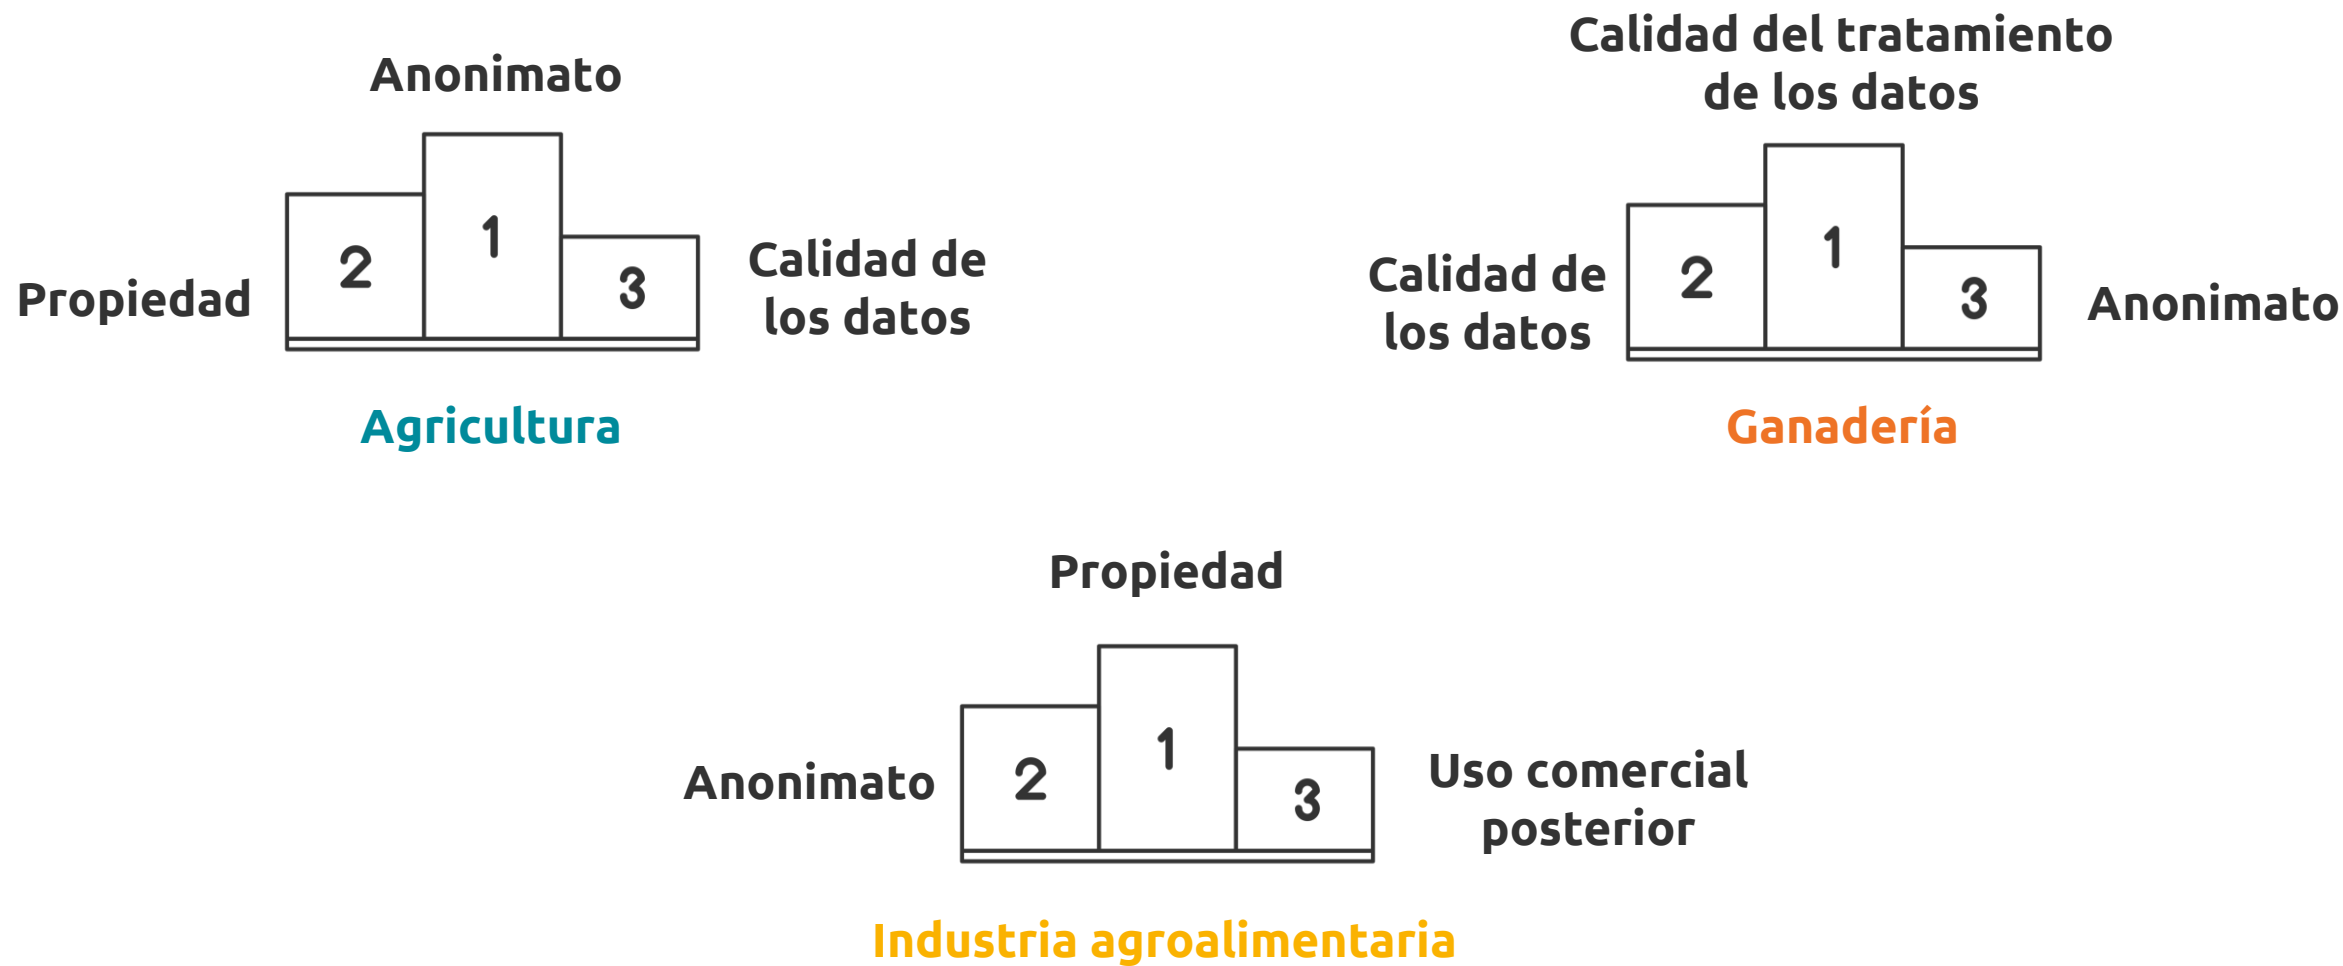 Anonimato
Propiedad
2
1
3
Calidad de
los datos
Agricultura
Calidad del tratamiento
de los datos
Calidad de
los datos
2
1
3
Anonimato
Ganadería
Propiedad
Anonimato
2
1
3
Uso comercial
posterior
Industria agroalimentaria